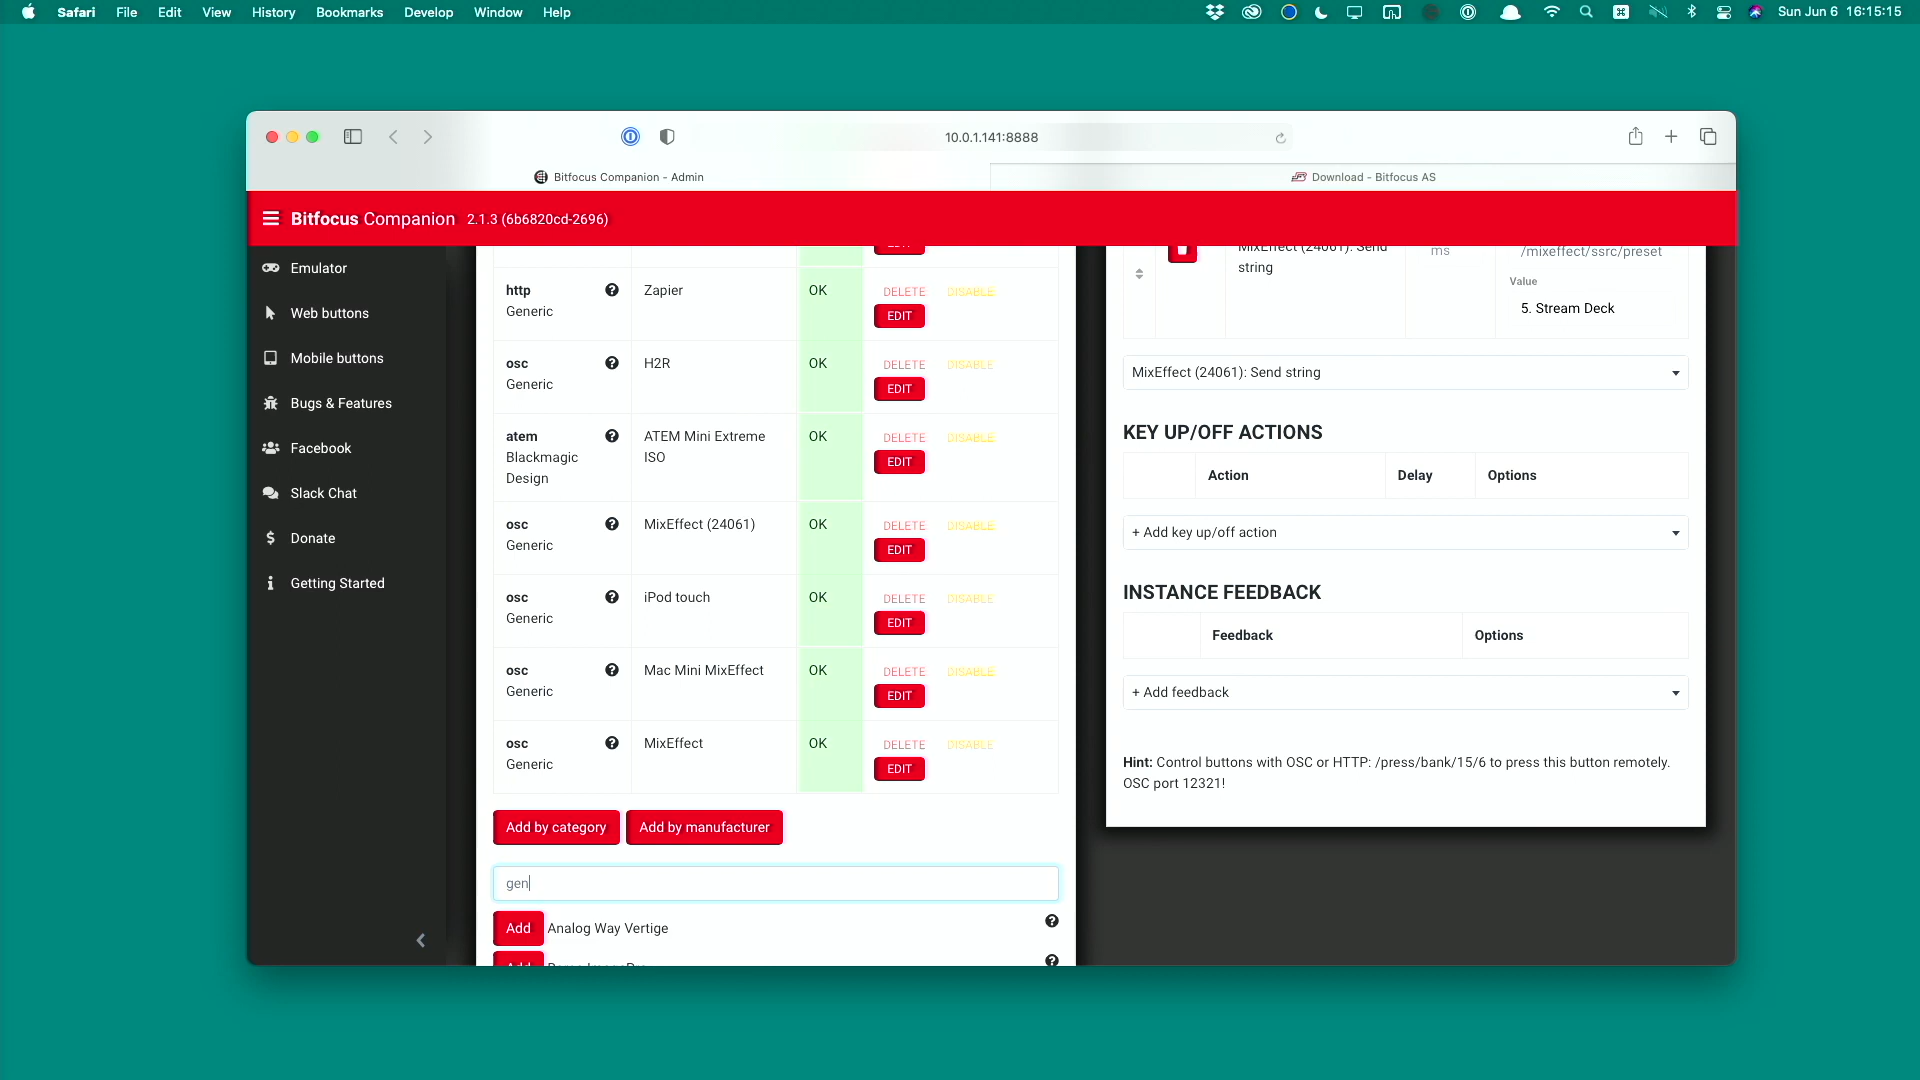 Safari File Edit View History Bookmarks Develop Window Help Sun Jun 6 16:15:15
10.0.1.141:8888
Bitfocus Companion - Admin
Download - Bitfocus AS
Bitfocus Companion 2.1.3 (6b6820cd-2696)
Emulator
Web buttons
Mobile buttons
Bugs & Features
Facebook
Slack Chat
Donate
Getting Started
http
Generic
Zapier
OK
DELETE DISABLE
EDIT
osc
Generic
H2R
OK
DELETE DISABLE
EDIT
atem
Blackmagic
Design
ATEM Mini Extreme
ISO
OK
DELETE DISABLE
EDIT
osc
Generic
MixEffect (24061)
OK
DELETE DISABLE
EDIT
osc
Generic
iPod touch
OK
DELETE DISABLE
EDIT
osc
Generic
Mac Mini MixEffect
OK
DELETE DISABLE
EDIT
osc
Generic
MixEffect
OK
DELETE DISABLE
EDIT
Add by category Add by manufacturer
gen
Add Analog Way Vertige
Add
MixEffect (24061): Send
string
ms
/mixeffect/ssrc/preset
Value
5. Stream Deck
MixEffect (24061): Send string
KEY UP/OFF ACTIONS
Action Delay Options
+ Add key up/off action
INSTANCE FEEDBACK
Feedback Options
+ Add feedback
Hint: Control buttons with OSC or HTTP: /press/bank/15/6 to press this button remotely.
OSC port 12321!